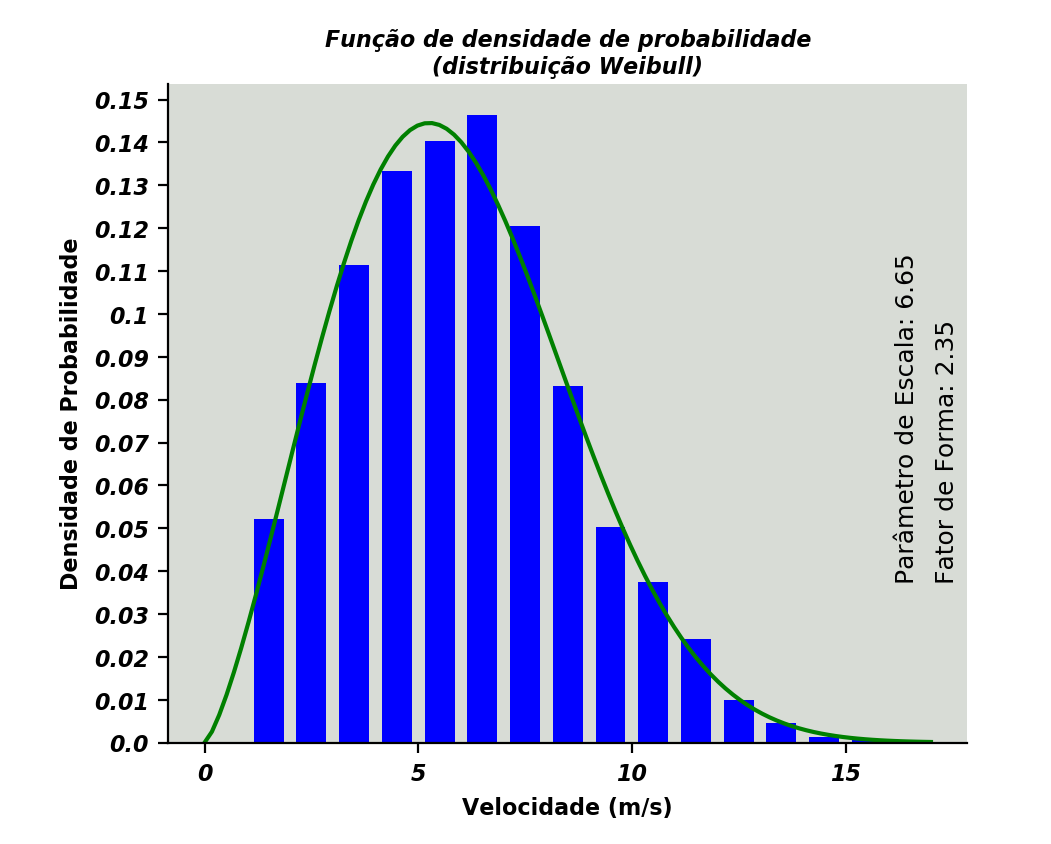 Função de densidade de probabilidade
(distribuição Weibull)
Densidade de Probabilidade
0.15
0.14
0.13
0.12
0.11
0.1
0.09
0.08
0.07
0.06
0.05
0.04
0.03
0.02
0.01
0.0
Parâmetro de Escala: 6.65
Fator de Forma: 2.35
0 5 10 15
Velocidade (m/s)